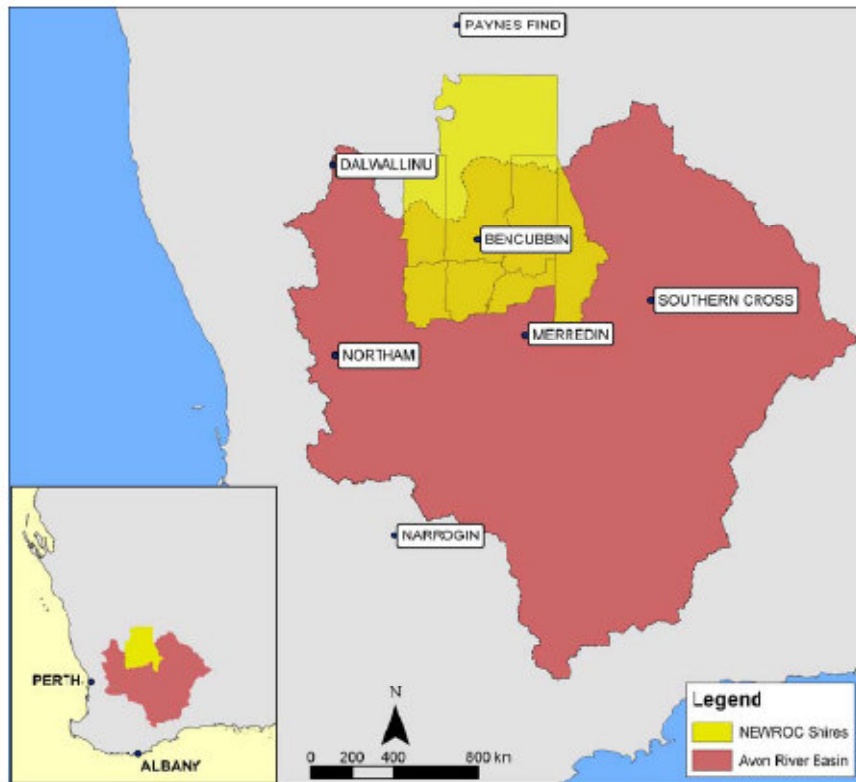 PAYNES FIND
DALWALLINU
BENCUBBIN
SOUTHERN CROSS
MERREDIN
NORTHAM
NARROGIN
PERTH
ALBANY
N
0 200 400 800 km
Legend
NEWROC Shires
Avon River Basin